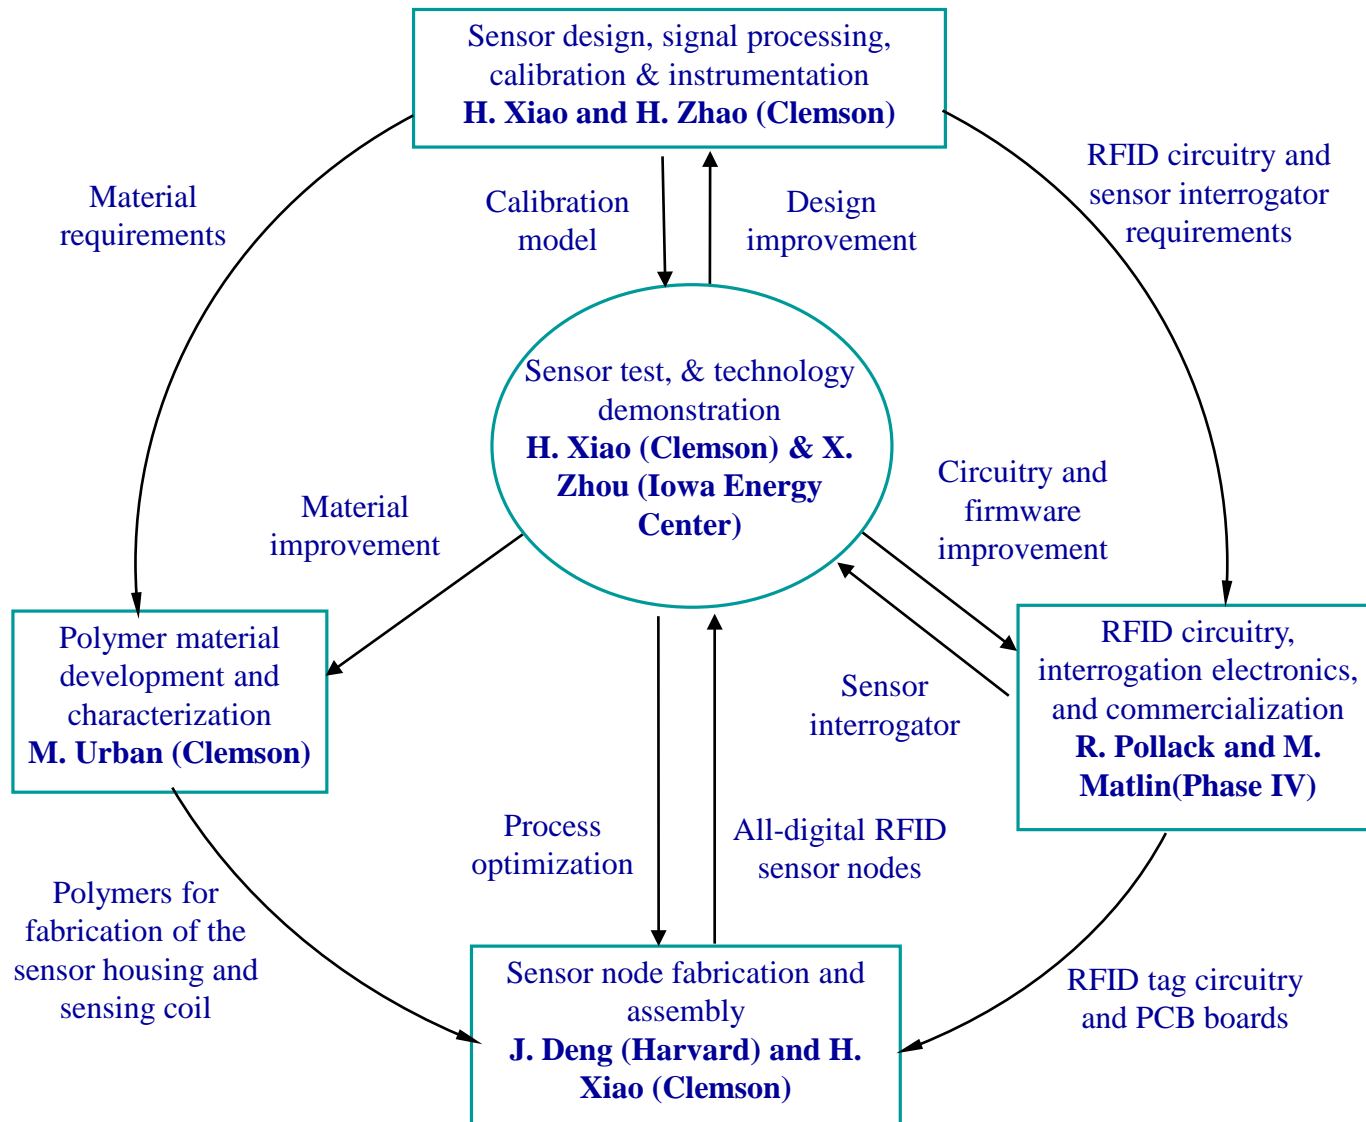 Sensor design, signal processing,
calibration & instrumentation
H. Xiao and H. Zhao (Clemson)
Material
requirements
Calibration
model
Design
improvement
RFID circuitry and
sensor interrogator
requirements
Sensor test, & technology
demonstration
H. Xiao (Clemson) & X.
Zhou (Iowa Energy
Center)
Material
improvement
Circuitry and
firmware
improvement
Polymer material
development and
characterization
M. Urban (Clemson)
Sensor
interrogator
RFID circuitry,
interrogation electronics,
and commercialization
R. Pollack and M.
Matlin(Phase IV)
Process
optimization
All-digital RFID
sensor nodes
Polymers for
fabrication of the
sensor housing and
sensing coil
Sensor node fabrication and
assembly
J. Deng (Harvard) and H.
Xiao (Clemson)
RFID tag circuitry
and PCB boards